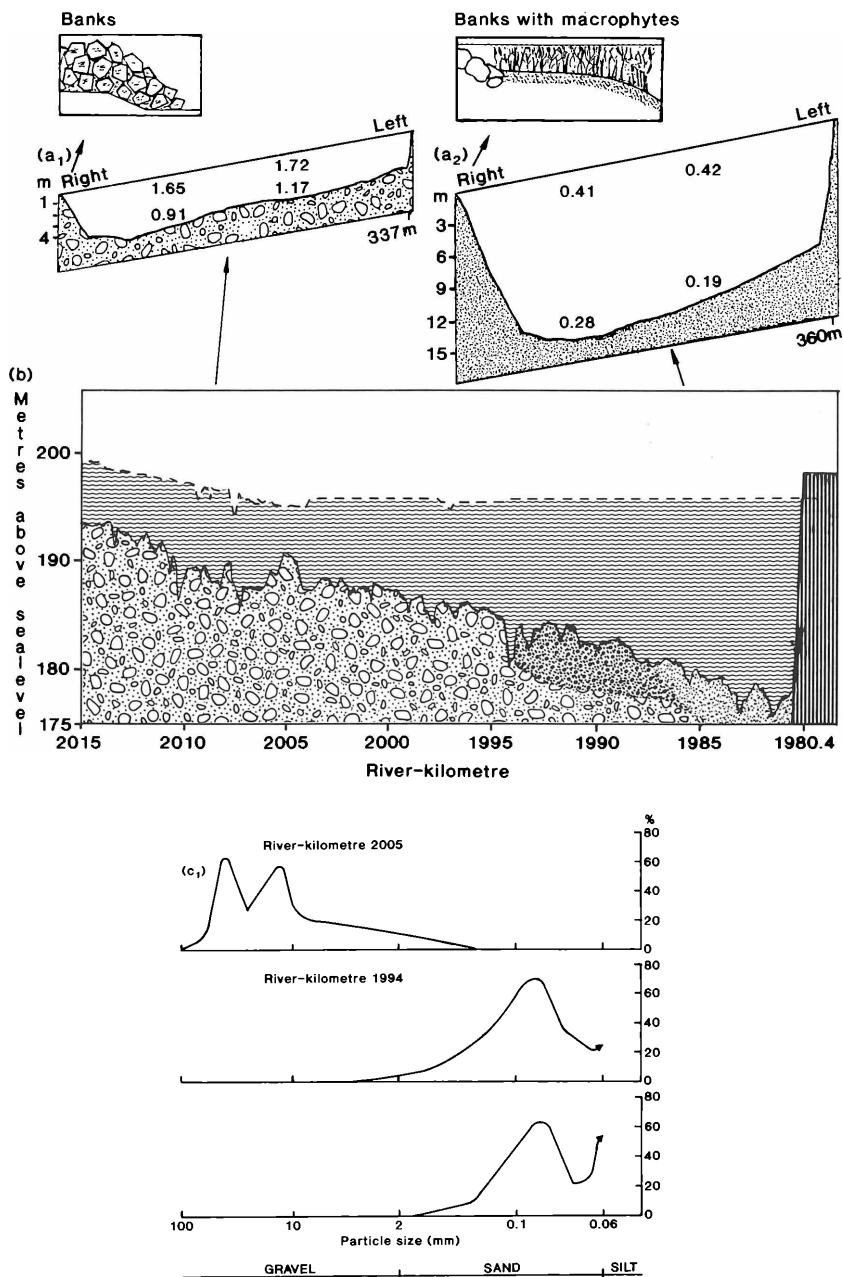 Banks
Banks with macrophytes
(a₁)
m Right
Left
1
4
1.65
1.72
0.91
1.17
337m
(a₂)
Right
Left
m
3
6
9
12
15
0.41
0.42
0.28
0.19
360m
(b)
Metres above sealevel
200
190
180
175
2015 2010 2005 2000 1995 1990 1985 1980.4
River-kilometre
%
(c₁)
River-kilometre 2005
80
60
40
20
0
River-kilometre 1994
80
60
40
20
0
80
60
40
20
0
100 10 2 0.1 0.06
Particle size (mm)
GRAVEL SAND SILT